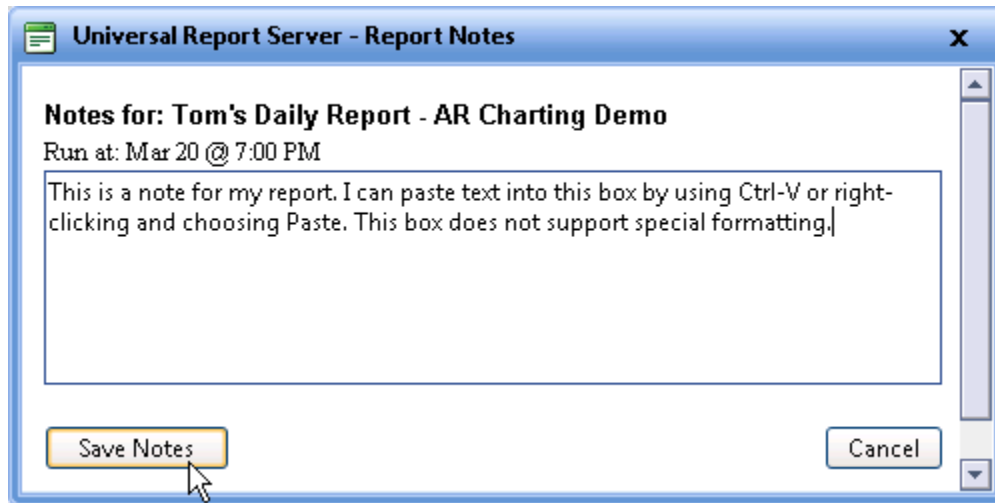 Universal Report Server - Report Notes
x
Notes for: Tom's Daily Report - AR Charting Demo
Run at: Mar 20 @ 7:00 PM
This is a note for my report. I can paste text into this box by using Ctrl-V or right-
clicking and choosing Paste. This box does not support special formatting.
Save Notes
Cancel